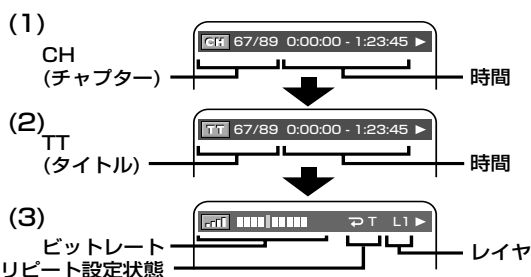 (1)
CH 67/89 0:00:00 - 1:23:45 ►
CH
(チャプター)
時間
(2)
TT 67/89 0:00:00 - 1:23:45 ►
TT
(タイトル)
時間
(3)
T L1 ►
ビットレート
レイヤ
リピート設定状態